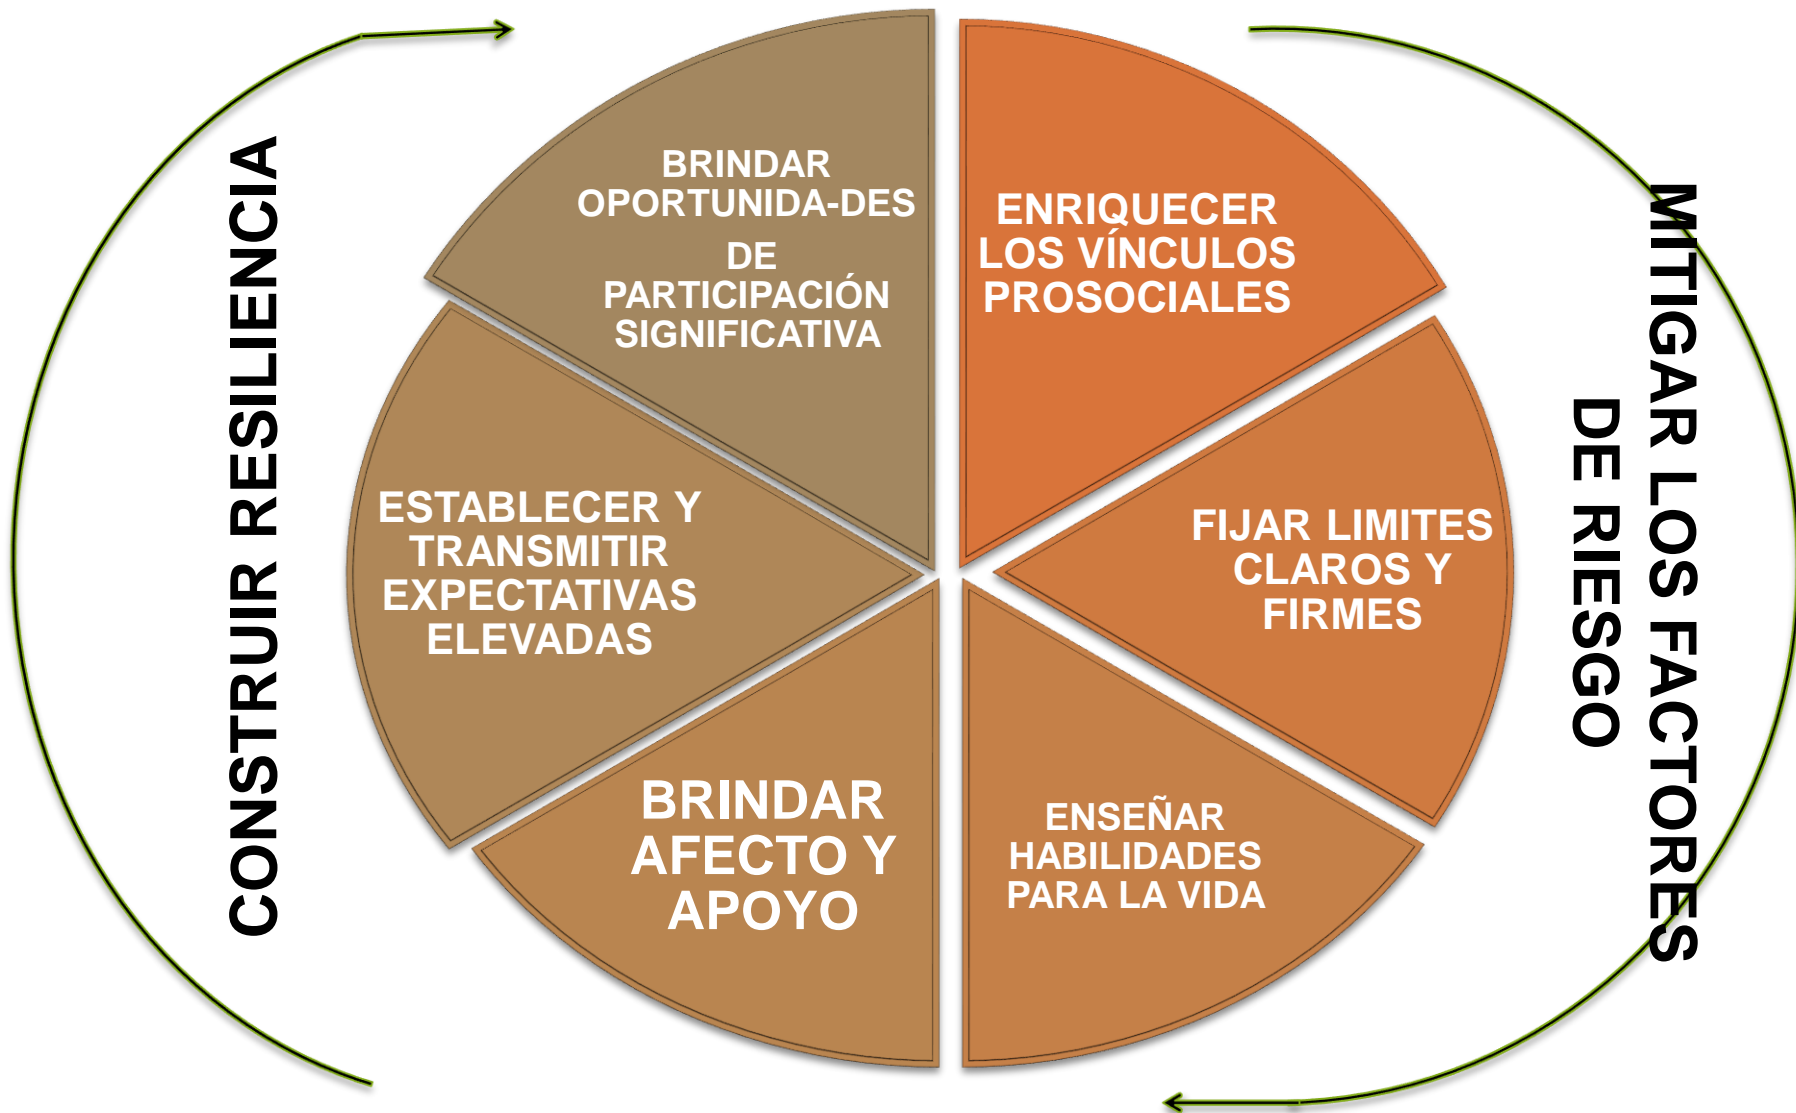 CONSTRUIR RESILIENCIA
BRINDAR
OPORTUNIDA-DES
DE
PARTICIPACIÓN
SIGNIFICATIVA
ENRIQUECER
LOS VÍNCULOS
PROSOCIALES
ESTABLECER Y
TRANSMITIR
EXPECTATIVAS
ELEVADAS
FIJAR LIMITES
CLAROS Y
FIRMES
BRINDAR
AFECTO Y
APOYO
ENSEÑAR
HABILIDADES
PARA LA VIDA
MITIGAR LOS FACTORES
DE RIESGO